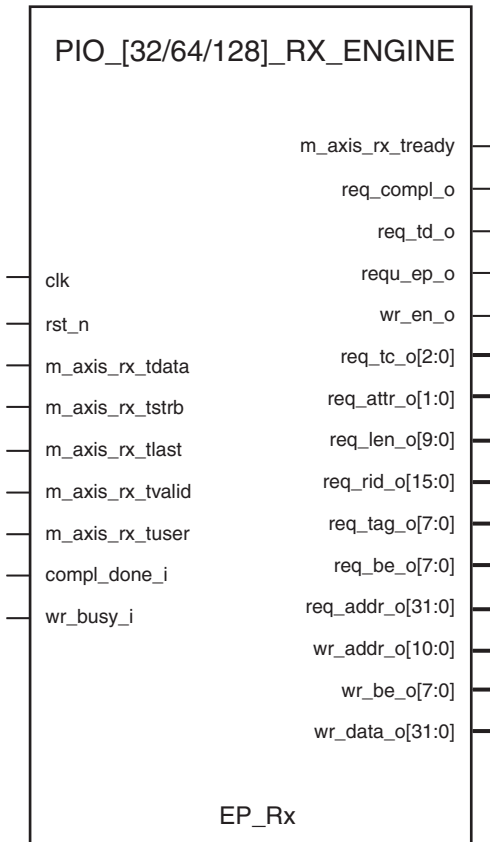 PIO_[32/64/128]_RX_ENGINE
m_axis_rx_tready
req_compl_o
req_td_o
requ_ep_o
wr_en_o
req_tc_o[2:0]
req_attr_o[1:0]
req_len_o[9:0]
req_rid_o[15:0]
req_tag_o[7:0]
req_be_o[7:0]
req_addr_o[31:0]
wr_addr_o[10:0]
wr_be_o[7:0]
wr_data_o[31:0]
clk
rst_n
m_axis_rx_tdata
m_axis_rx_tstrb
m_axis_rx_tlast
m_axis_rx_tvalid
m_axis_rx_tuser
compl_done_i
wr_busy_i
EP_Rx